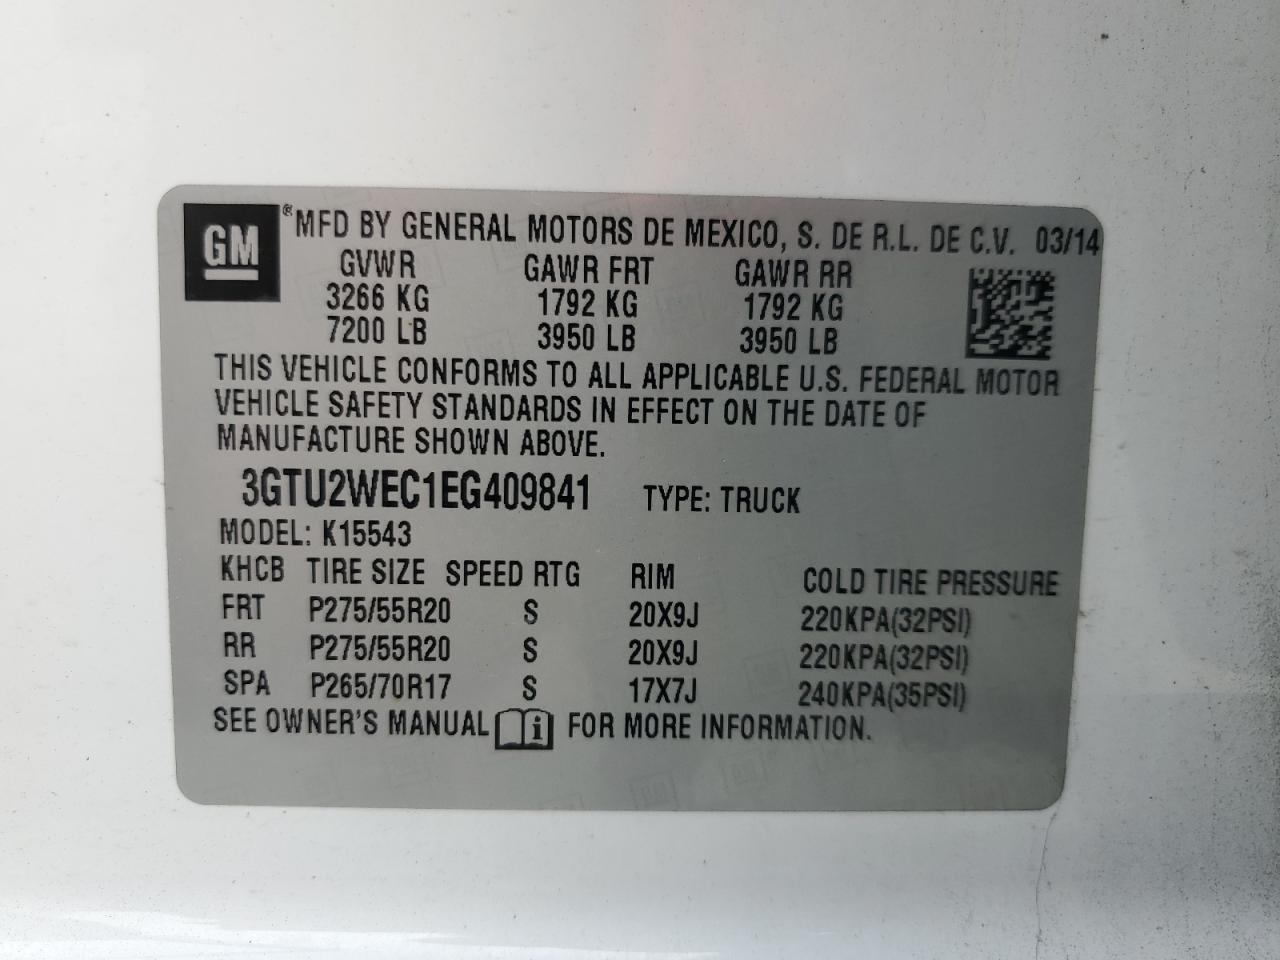 GM ® MFD BY GENERAL MOTORS DE MEXICO, S. DE R.L. DE C.V. 03/14
GVWR GAWR FRT GAWR RR
3266 KG 1792 KG 1792 KG
7200 LB 3950 LB 3950 LB
THIS VEHICLE CONFORMS TO ALL APPLICABLE U.S. FEDERAL MOTOR
VEHICLE SAFETY STANDARDS IN EFFECT ON THE DATE OF
MANUFACTURE SHOWN ABOVE.
3GTU2WEC1EG409841 TYPE: TRUCK
MODEL: K15543
KHCB TIRE SIZE SPEED RTG RIM COLD TIRE PRESSURE
FRT P275/55R20 S 20X9J 220KPA(32PSI)
RR P275/55R20 S 20X9J 220KPA(32PSI)
SPA P265/70R17 S 17X7J 240KPA(35PSI)
SEE OWNER'S MANUAL i FOR MORE INFORMATION.